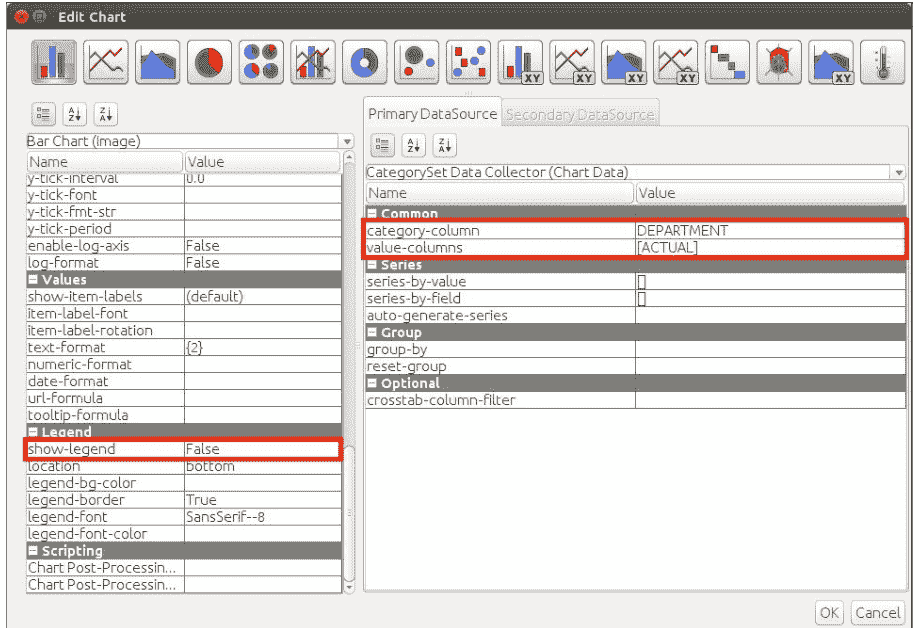 Edit Chart
XY XY XY XY XY
Primary DataSource Secondary DataSource
Bar Chart (Image)
Name Value
y-tick-interval 0.0
y-tick-font
y-tick-fmt-str
y-tick-period
enable-log-axis False
log-format False
Values
show-item-labels (default)
item-label-font
item-label-rotation
text-format {2}
numeric-format
date-format
url-formula
tooltip-formula
Legend
show-legend False
location bottom
legend-bg-color
legend-border True
legend-font SansSerif--8
legend-font-color
Scripting
Chart Post-Processin...
Chart Post-Processin...
CategorySet Data Collector (Chart Data)
Name Value
Common
category-column DEPARTMENT
value-columns [ACTUAL]
Series
series-by-value []
series-by-field []
auto-generate-series
Group
group-by
reset-group
Optional
crosstab-column-filter
OK Cancel